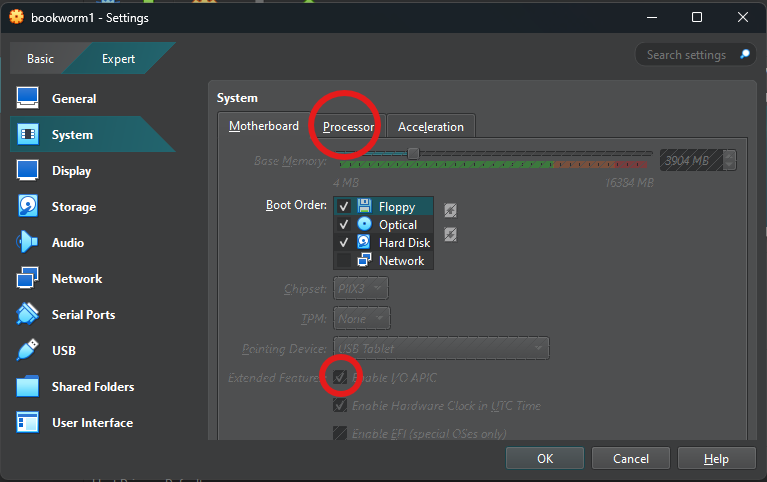 bookworm1 - Settings
Basic
Expert
Search settings
General
System
Display
Storage
Audio
Network
Serial Ports
USB
Shared Folders
User Interface
System
Motherboard
Processor
Acceleration
Base Memory:
3904 MB
4 MB
16384 MB
Boot Order:
Floppy
Optical
Hard Disk
Network
Chipset:
PIIX3
TPM:
None
Pointing Device:
USB Tablet
Extended Features:
Enable I/O APIC
Enable Hardware Clock in UTC Time
Enable EFI (special OSes only)
OK
Cancel
Help